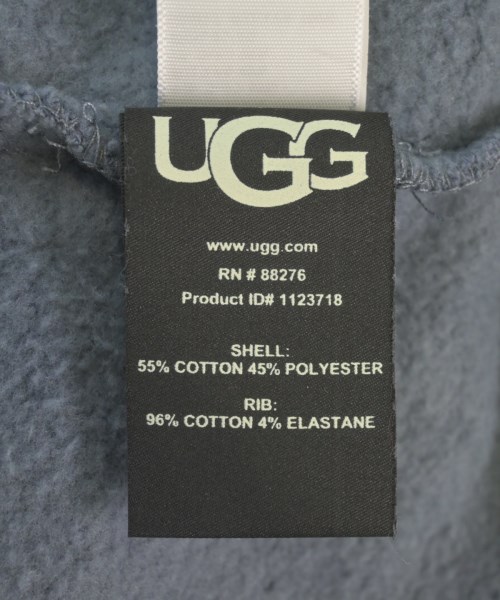 UGG
www.ugg.com
RN # 88276
Product ID# 1123718
SHELL:
55% COTTON 45% POLYESTER
RIB:
96% COTTON 4% ELASTANE